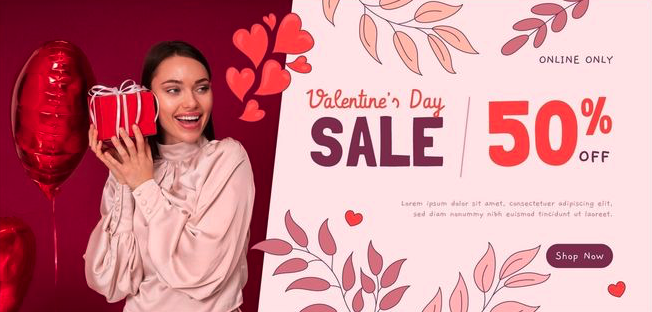 ONLINE ONLY
Valentine's Day
SALE
50%
OFF
Lorem ipsum dolor sit amet, consectetuer adipiscing elit,
sed diam nonummy nibh euismod tincidunt ut laoreet.
Shop Now